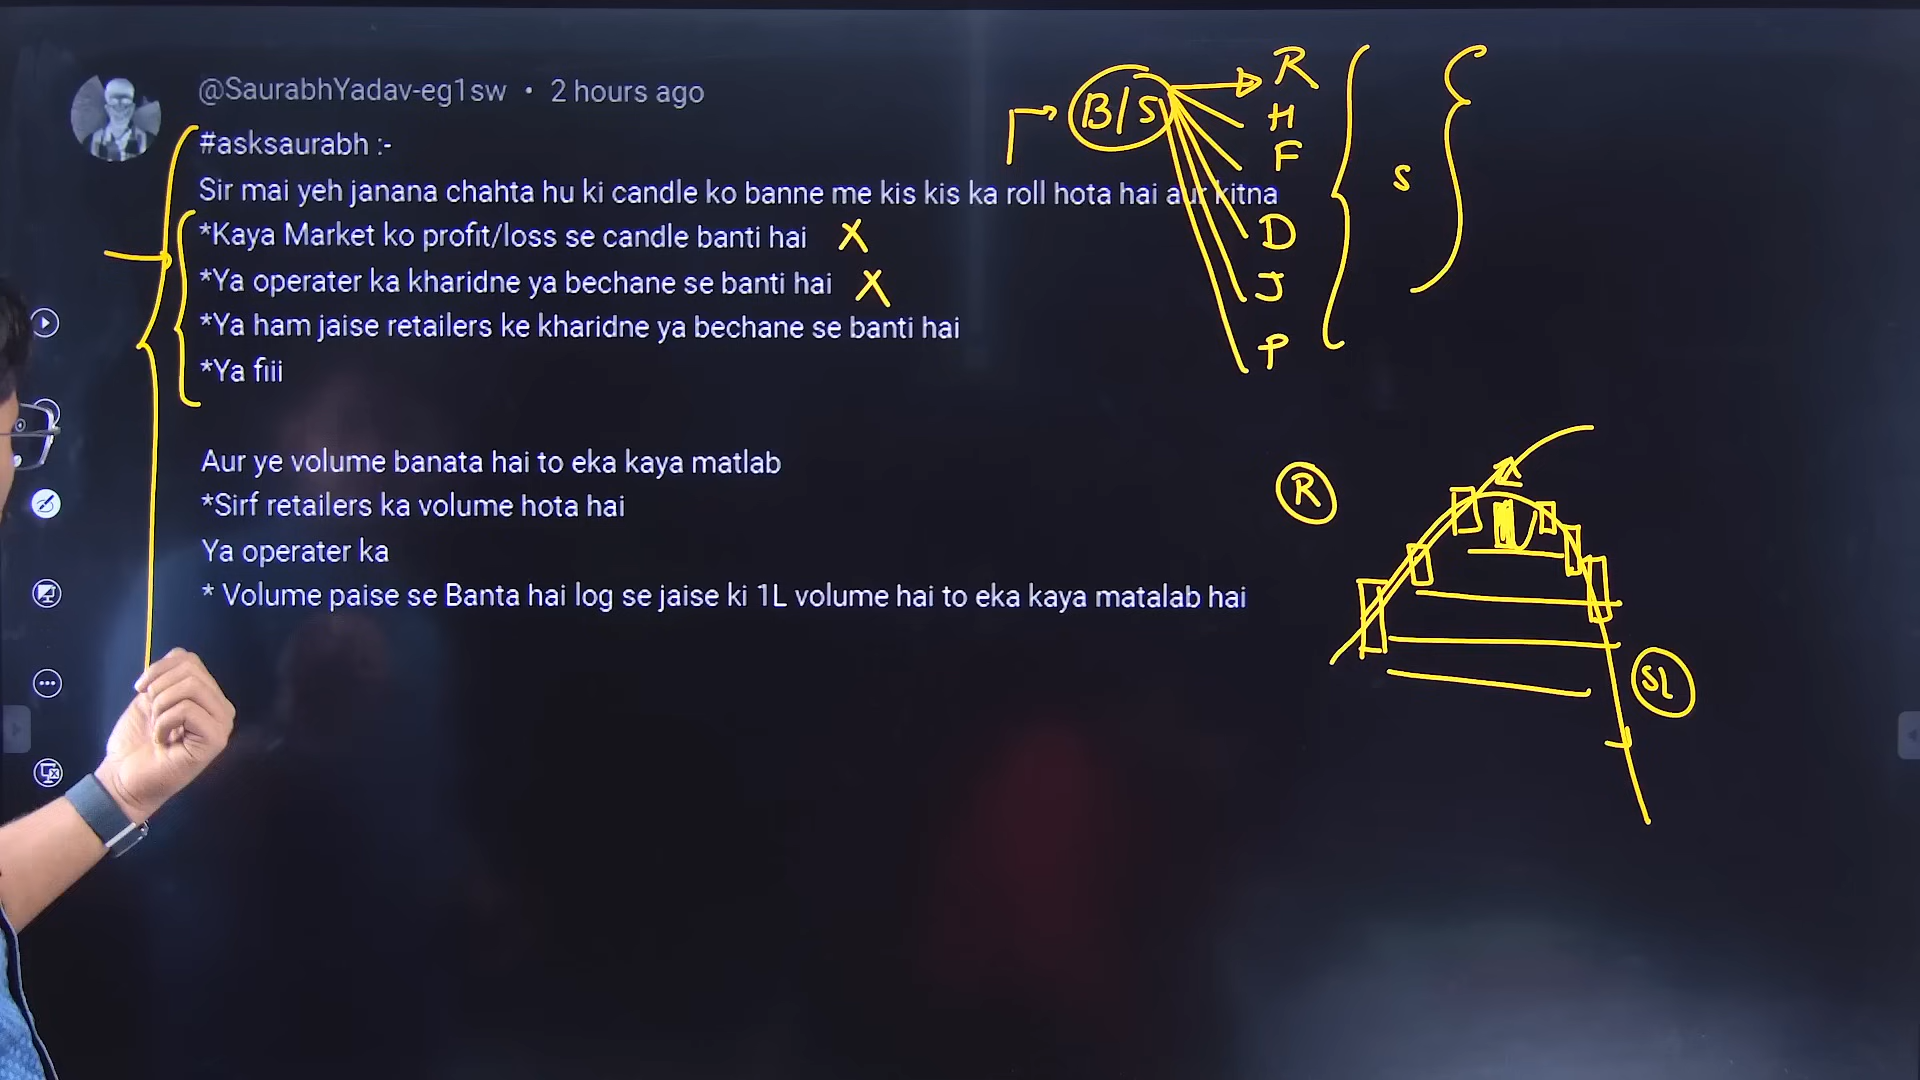 @SaurabhYadav-eg1sw • 2 hours ago
#asksaurabh :-
Sir mai yeh janana chahta hu ki candle ko banne me kis kis ka roll hota hai aur kitna
*Kaya Market ko profit/loss se candle banti hai X
*Ya operater ka kharidne ya bechane se banti hai X
*Ya ham jaise retailers ke kharidne ya bechane se banti hai
*Ya fiii
Aur ye volume banata hai to eka kaya matlab
*Sirf retailers ka volume hota hai
Ya operater ka
* Volume paise se Banta hai log se jaise ki 1L volume hai to eka kaya matalab hai
B/S
R
H
F
D
J
P
S
R
SL